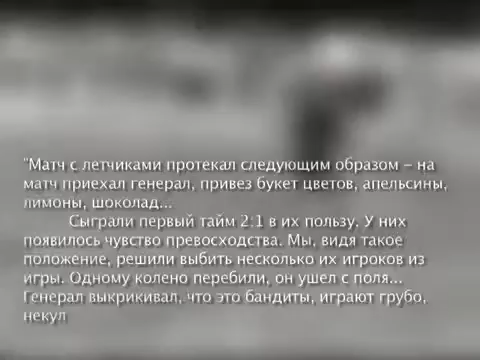 "Матч с летчиками протекал следующим образом – на
матч приехал генерал, привез букет цветов, апельсины,
лимоны, шоколад...
Сыграли первый тайм 2:1 в их пользу. У них
появилось чувство превосходства. Мы, видя такое
положение, решили выбить несколько их игроков из
игры. Одному колено перебили, он ушел с поля...
Генерал выкрикивал, что это бандиты, играют грубо,
некул